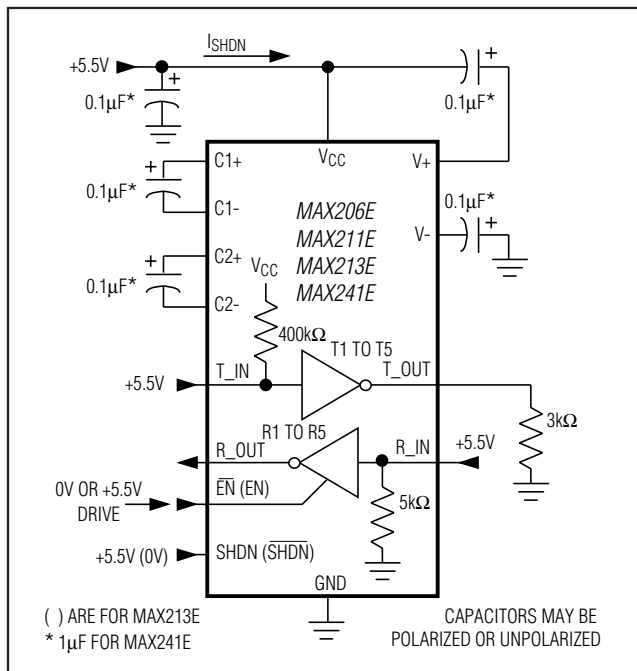 I_SHDN
+5.5V
+
+
0.1µF*
0.1µF*
V_CC
V+
C1+
+
0.1µF*
C1-
MAX206E
MAX211E
MAX213E
MAX241E
0.1µF*
+
V-
C2+
+
0.1µF*
C2-
V_CC
400kΩ
T1 TO T5
T_IN
T_OUT
+5.5V
3kΩ
R1 TO R5
R_OUT
R_IN
+5.5V
5kΩ
0V OR +5.5V
DRIVE
E̅N̅ (EN)
+5.5V (0V)
SHDN (S̅H̅D̅N̅)
GND
( ) ARE FOR MAX213E
* 1µF FOR MAX241E
CAPACITORS MAY BE
POLARIZED OR UNPOLARIZED